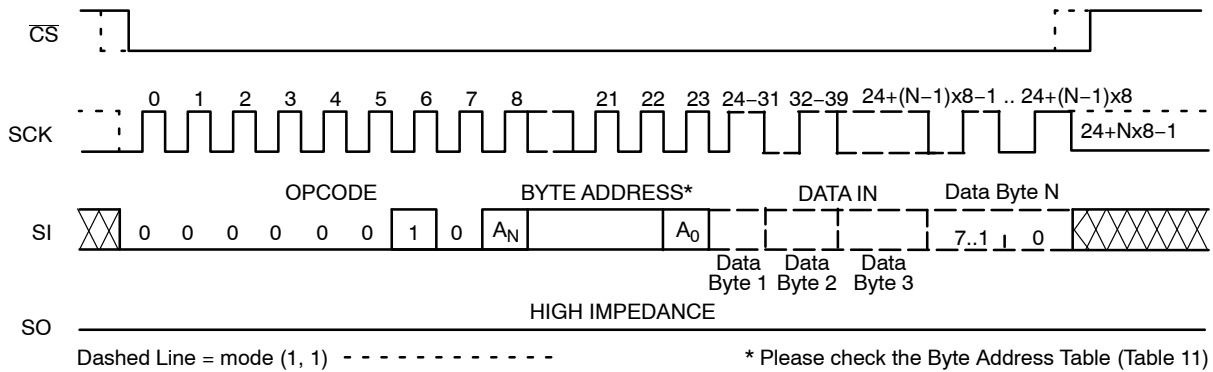 CS
0 1 2 3 4 5 6 7 8 21 22 23 24–31 32–39 24+(N–1)x8–1 .. 24+(N–1)x8
SCK
24+Nx8–1
OPCODE BYTE ADDRESS* DATA IN Data Byte N
SI
0 0 0 0 0 0 1 0 AN A0 7..1 0
Data Byte 1
Data Byte 2
Data Byte 3
HIGH IMPEDANCE
SO
Dashed Line = mode (1, 1)
* Please check the Byte Address Table (Table 11)